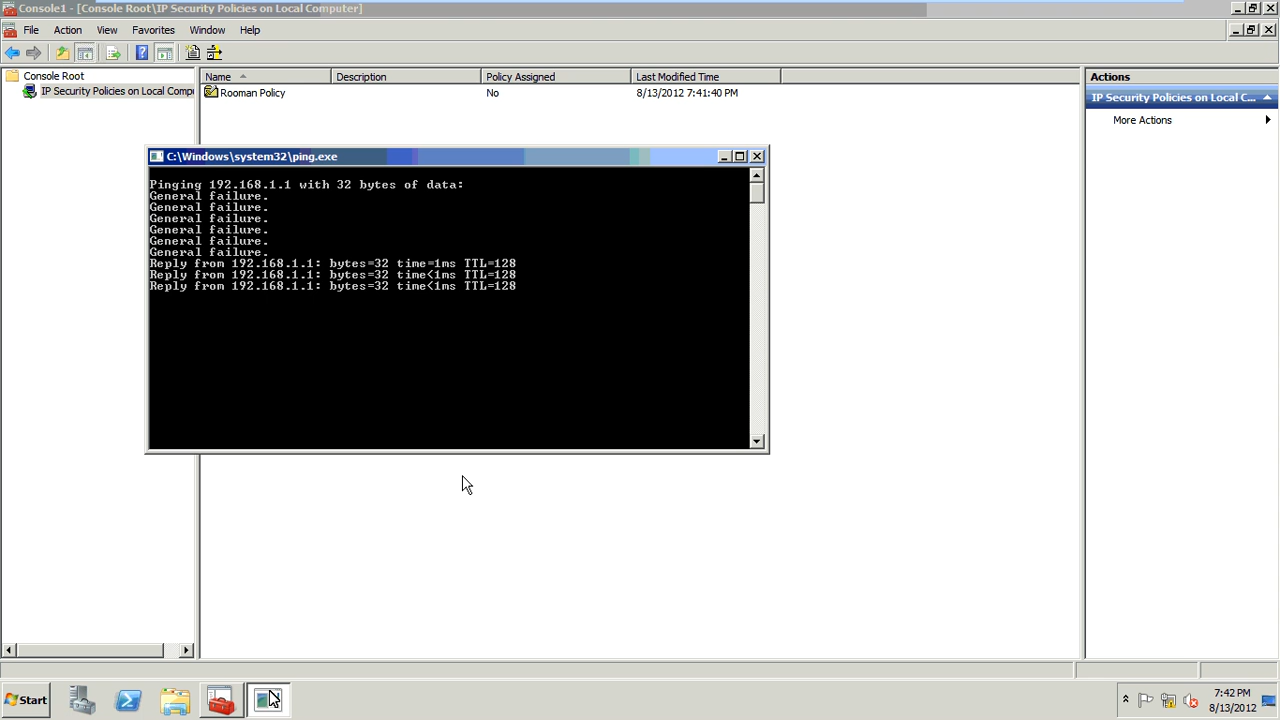 Console1 - [Console Root\IP Security Policies on Local Computer]
File Action View Favorites Window Help
Console Root
IP Security Policies on Local Compu
Name Description Policy Assigned Last Modified Time
Rooman Policy No 8/13/2012 7:41:40 PM
Actions
IP Security Policies on Local C...
More Actions
C:\Windows\system32\ping.exe
Pinging 192.168.1.1 with 32 bytes of data:
General failure.
General failure.
General failure.
General failure.
General failure.
General failure.
Reply from 192.168.1.1: bytes=32 time=1ms TTL=128
Reply from 192.168.1.1: bytes=32 time<1ms TTL=128
Reply from 192.168.1.1: bytes=32 time<1ms TTL=128
Start
7:42 PM
8/13/2012